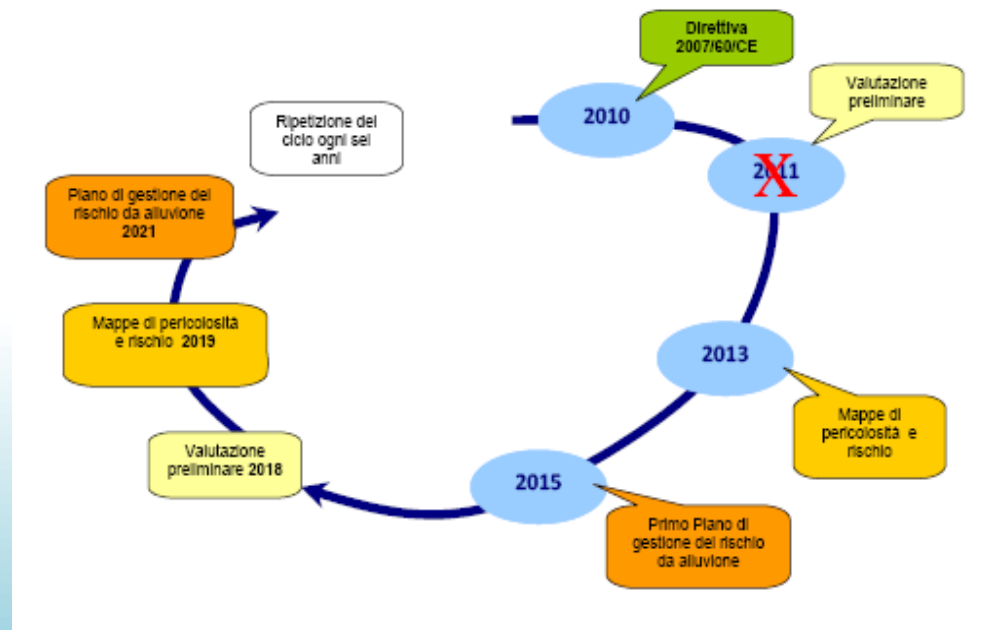 Direttiva
2007/60/CE
2010
Valutazione
preliminare
2011
X
2013
Mappe di
pericolosità e
rischio
2015
Primo Piano di
gestione del rischio
da alluvione
Valutazione
preliminare 2018
Mappe di pericolosità
e rischio 2019
Piano di gestione del
rischio da alluvione
2021
Ripetizione del
ciclo ogni sei
anni